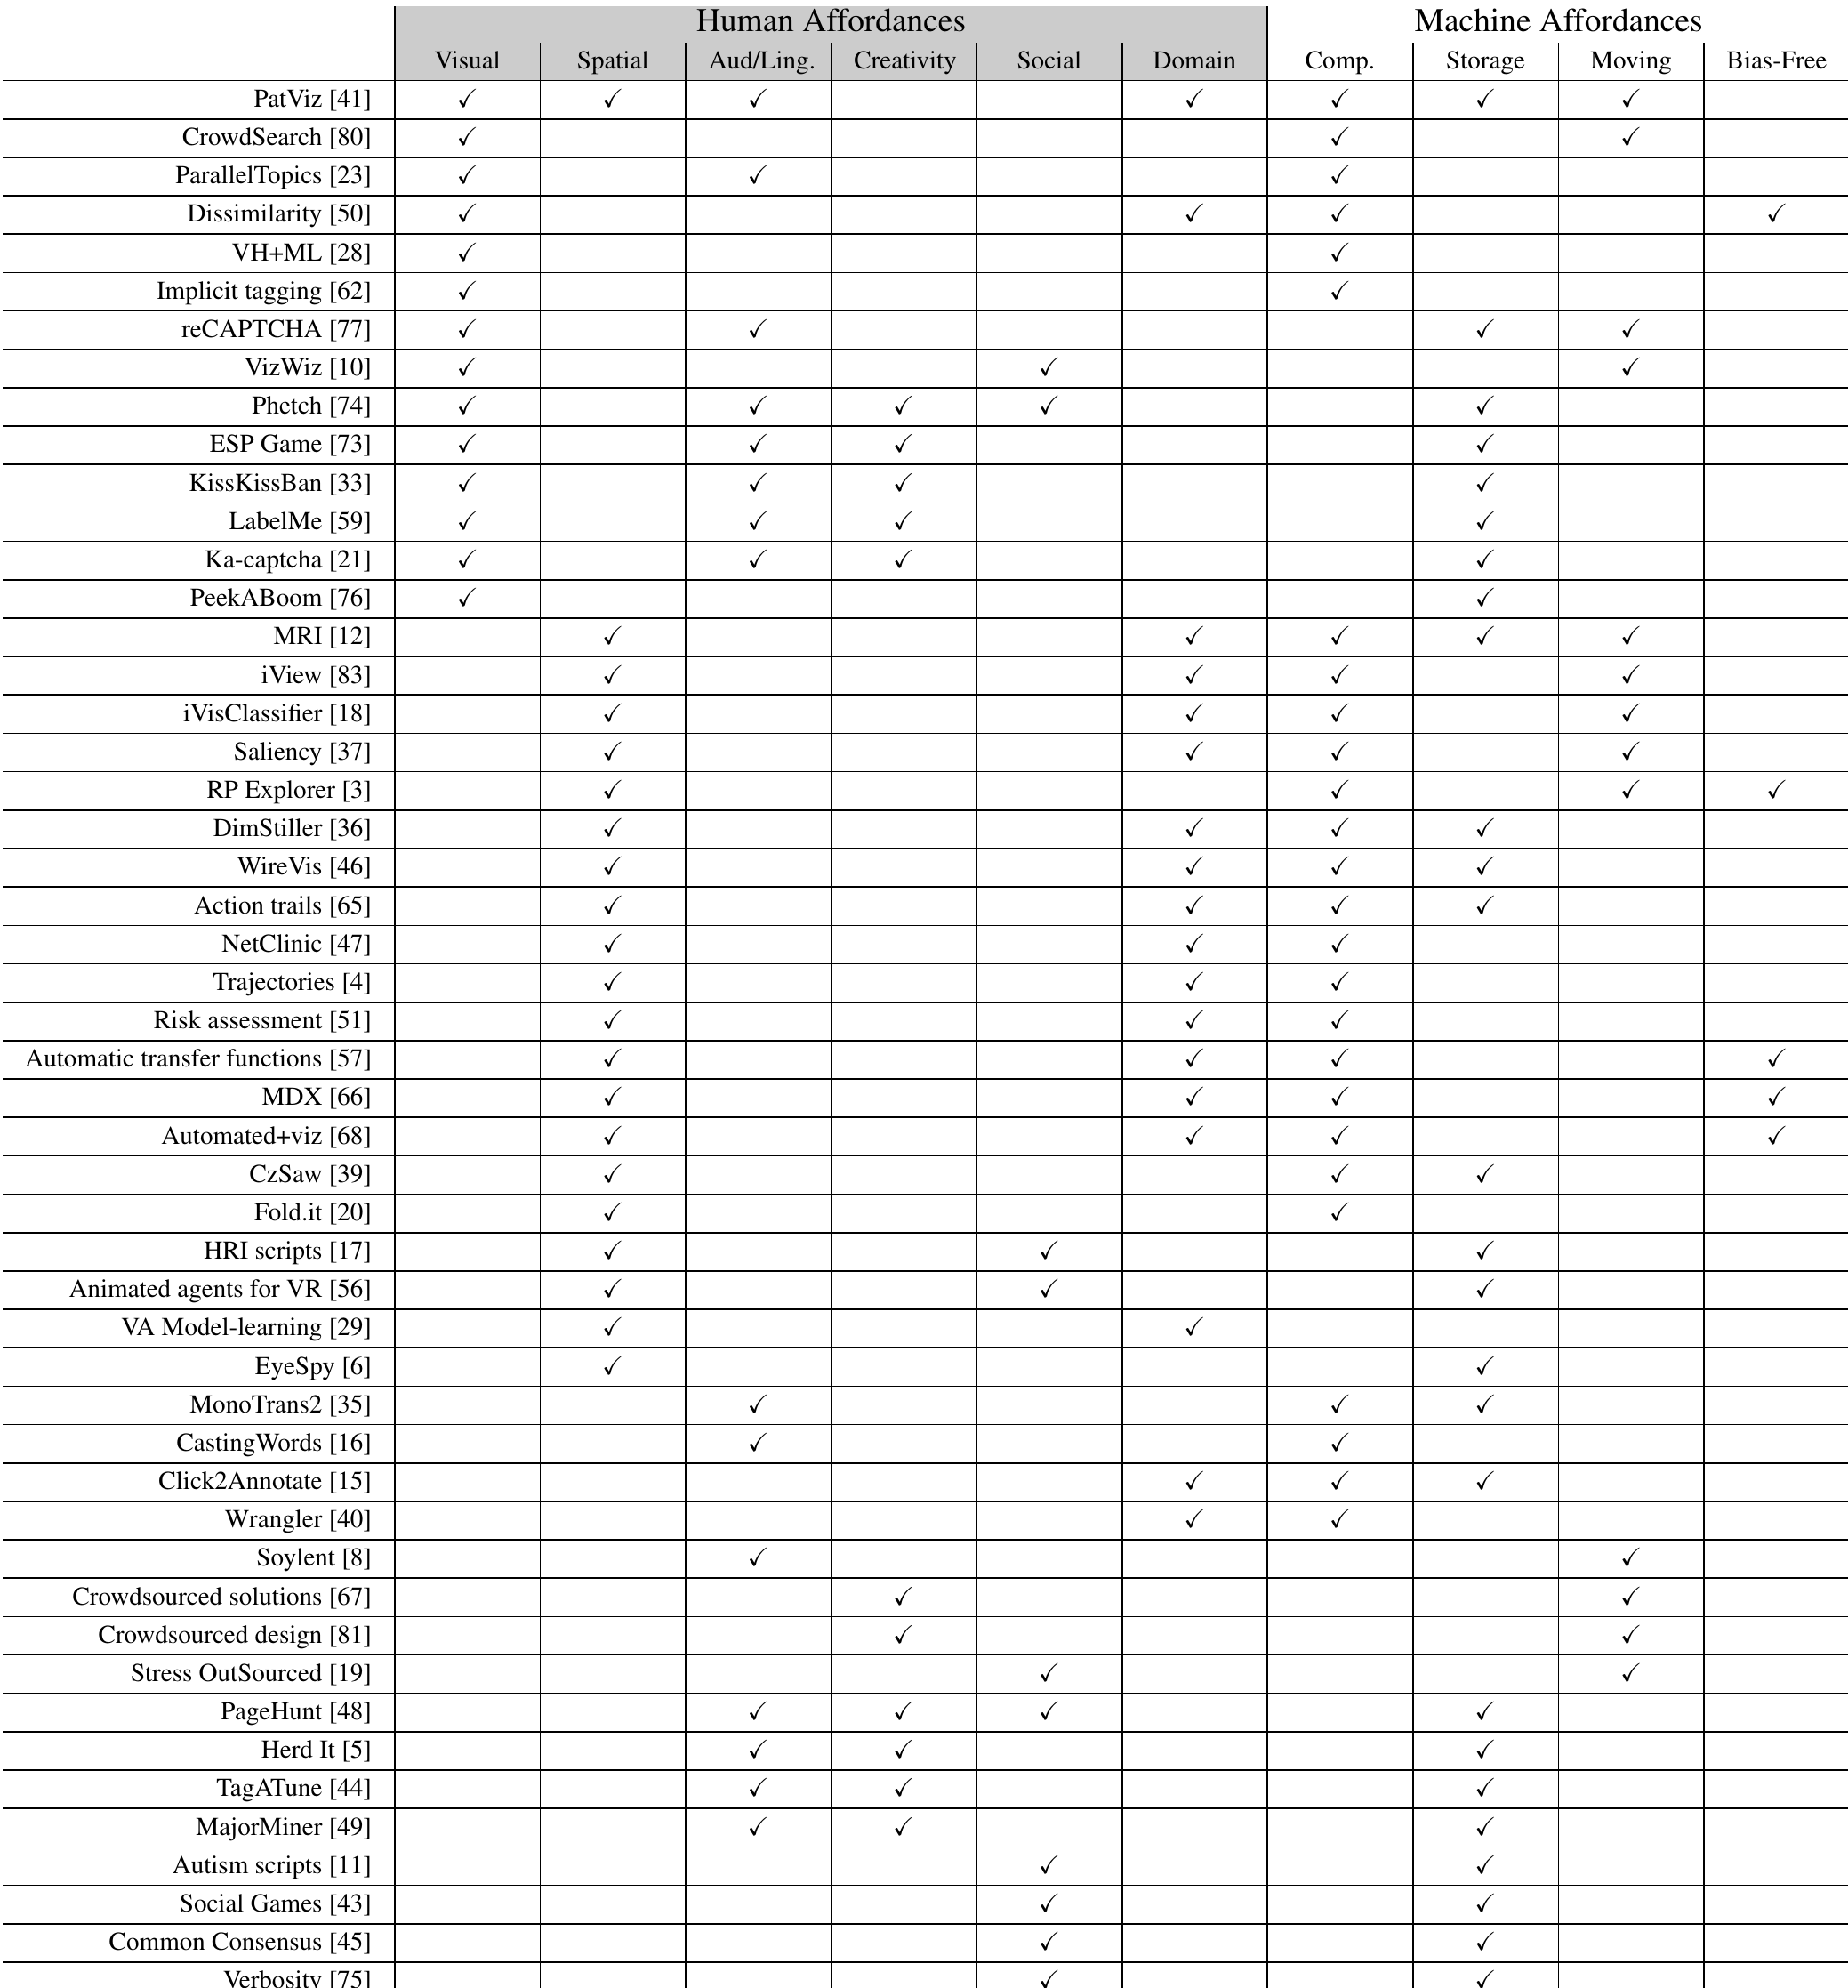 Human Affordances Machine Affordances
Visual Spatial Aud/Ling. Creativity Social Domain Comp. Storage Moving Bias-Free
PatViz [41] ✓ ✓ ✓ ✓ ✓ ✓ ✓
CrowdSearch [80] ✓ ✓ ✓
ParallelTopics [23] ✓ ✓ ✓
Dissimilarity [50] ✓ ✓ ✓ ✓
VH+ML [28] ✓ ✓
Implicit tagging [62] ✓ ✓
reCAPTCHA [77] ✓ ✓ ✓ ✓
VizWiz [10] ✓ ✓ ✓
Phetch [74] ✓ ✓ ✓ ✓ ✓
ESP Game [73] ✓ ✓ ✓ ✓
KissKissBan [33] ✓ ✓ ✓ ✓
LabelMe [59] ✓ ✓ ✓ ✓
Ka-captcha [21] ✓ ✓ ✓ ✓
PeekABoom [76] ✓ ✓
MRI [12] ✓ ✓ ✓ ✓ ✓
iView [83] ✓ ✓ ✓ ✓
iVisClassifier [18] ✓ ✓ ✓ ✓
Saliency [37] ✓ ✓ ✓ ✓
RP Explorer [3] ✓ ✓ ✓ ✓
DimStiller [36] ✓ ✓ ✓ ✓
WireVis [46] ✓ ✓ ✓ ✓
Action trails [65] ✓ ✓ ✓ ✓
NetClinic [47] ✓ ✓ ✓
Trajectories [4] ✓ ✓ ✓
Risk assessment [51] ✓ ✓ ✓
Automatic transfer functions [57] ✓ ✓ ✓ ✓
MDX [66] ✓ ✓ ✓ ✓
Automated+viz [68] ✓ ✓ ✓ ✓
CzSaw [39] ✓ ✓ ✓
Fold.it [20] ✓ ✓
HRI scripts [17] ✓ ✓ ✓
Animated agents for VR [56] ✓ ✓ ✓
VA Model-learning [29] ✓ ✓
EyeSpy [6] ✓ ✓
MonoTrans2 [35] ✓ ✓ ✓
CastingWords [16] ✓ ✓
Click2Annotate [15] ✓ ✓ ✓
Wrangler [40] ✓ ✓
Soylent [8] ✓ ✓
Crowdsourced solutions [67] ✓ ✓
Crowdsourced design [81] ✓ ✓
Stress OutSourced [19] ✓ ✓
PageHunt [48] ✓ ✓ ✓ ✓
Herd It [5] ✓ ✓ ✓
TagATune [44] ✓ ✓ ✓
MajorMiner [49] ✓ ✓ ✓
Autism scripts [11] ✓ ✓
Social Games [43] ✓ ✓
Common Consensus [45] ✓ ✓
Verbosity [75] ✓ ✓